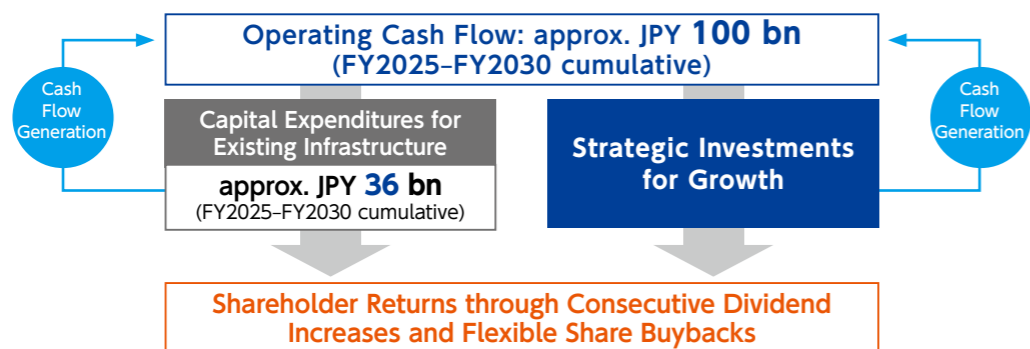 Operating Cash Flow: approx. JPY 100 bn
(FY2025–FY2030 cumulative)
Cash
Flow
Generation
Capital Expenditures for
Existing Infrastructure
approx. JPY 36 bn
(FY2025–FY2030 cumulative)
Strategic Investments
for Growth
Cash
Flow
Generation
Shareholder Returns through Consecutive Dividend
Increases and Flexible Share Buybacks